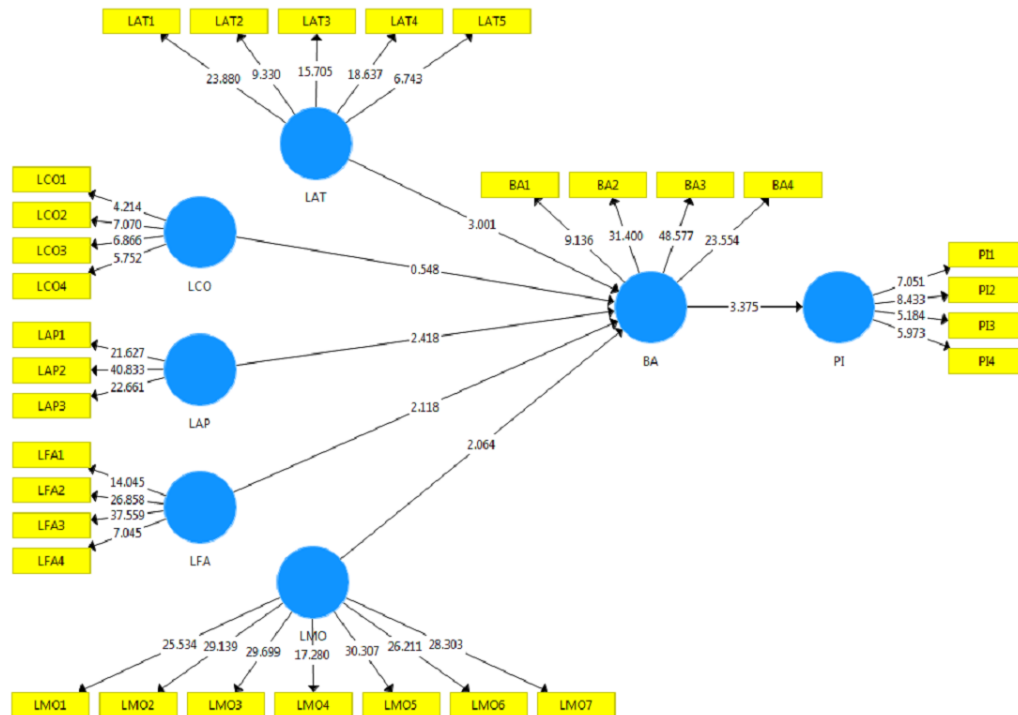 LAT1 LAT2 LAT3 LAT4 LAT5
23.880 9.330 15.705 18.637 6.743
LAT
LCO1
LCO2
LCO3
LCO4
4.214
7.070
6.866
5.752
LCO
BA1 BA2 BA3 BA4
9.136 31.400 48.577 23.554
3.001
0.548
2.418
2.118
2.064
BA
3.375
PI
7.051
8.433
5.184
5.973
PI1
PI2
PI3
PI4
LAP1
LAP2
LAP3
21.627
40.833
22.661
LAP
LFA1
LFA2
LFA3
LFA4
14.045
26.858
37.559
7.045
LFA
LMO
25.534 29.139 29.699 17.280 30.307 26.211 28.303
LMO1 LMO2 LMO3 LMO4 LMO5 LMO6 LMO7